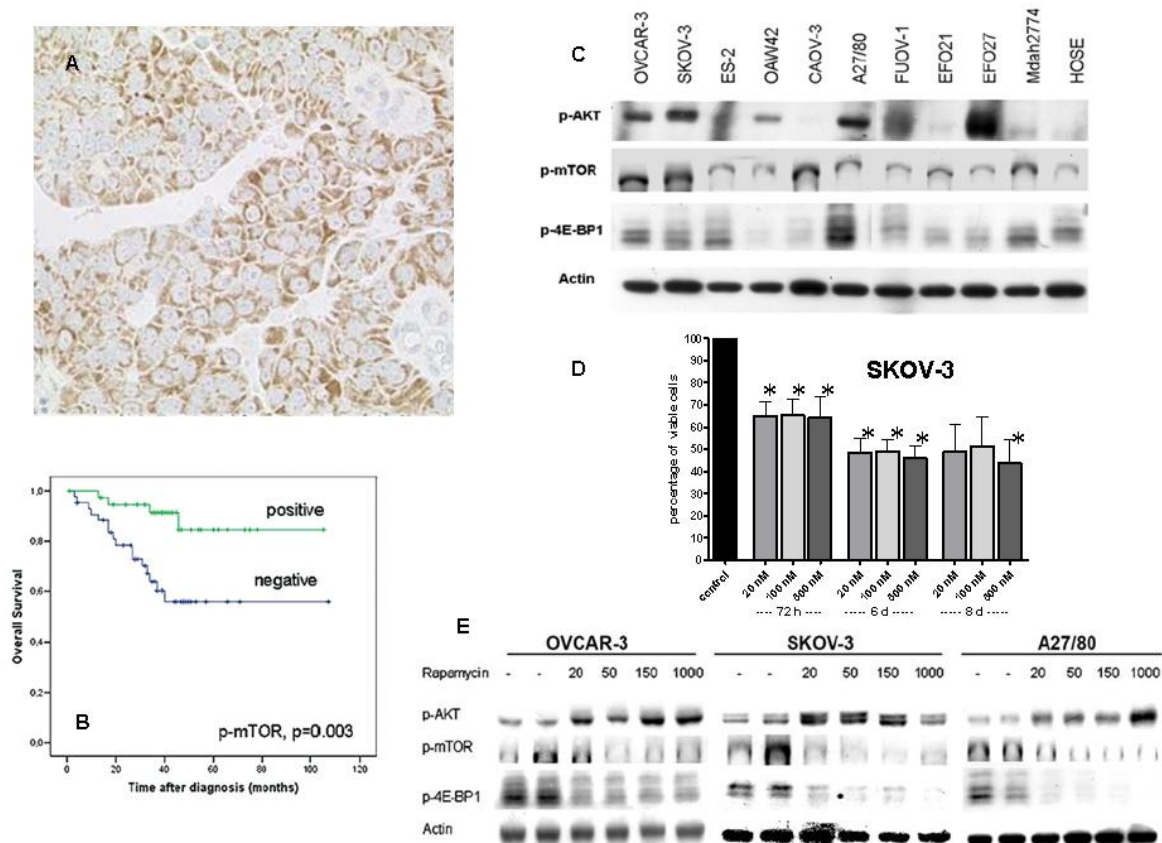 A
C
OVCAR-3
SKOV-3
ES-2
OAW42
CAOV-3
A27/80
FUOV-1
EFO21
EFO27
Mdah2774
HOSE
p-AKT
p-mTOR
p-4E-BP1
Actin
D
SKOV-3
percentage of viable cells
100
90
80
70
60
50
40
30
20
10
0
* * * * * * *
control
20 nM
100 nM
800 nM
20 nM
100 nM
800 nM
20 nM
100 nM
800 nM
---- 72 h ---- ---- 6 d ---- ---- 8 d ----
B
Overall Survival
1,0
0,8
0,6
0,4
0,2
0,0
positive
negative
p-mTOR, p=0.003
0 20 40 60 80 100 120
Time after diagnosis (months)
E
OVCAR-3 SKOV-3 A27/80
Rapamycin - - 20 50 150 1000 - - 20 50 150 1000 - - 20 50 150 1000
p-AKT
p-mTOR
p-4E-BP1
Actin